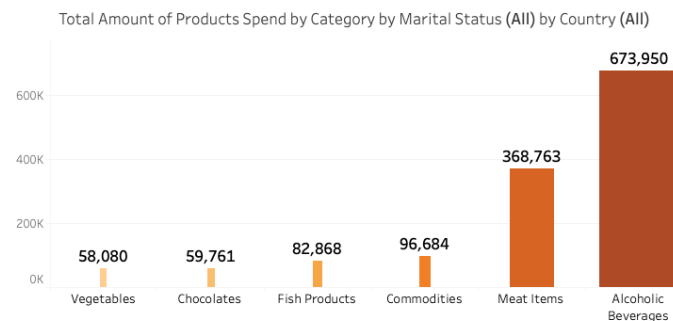 Total Amount of Products Spend by Category by Marital Status (All) by Country (All)
673,950
600K
400K
368,763
200K
96,684
82,868
59,761
58,080
0K
Vegetables
Chocolates
Fish Products
Commodities
Meat Items
Alcoholic
Beverages